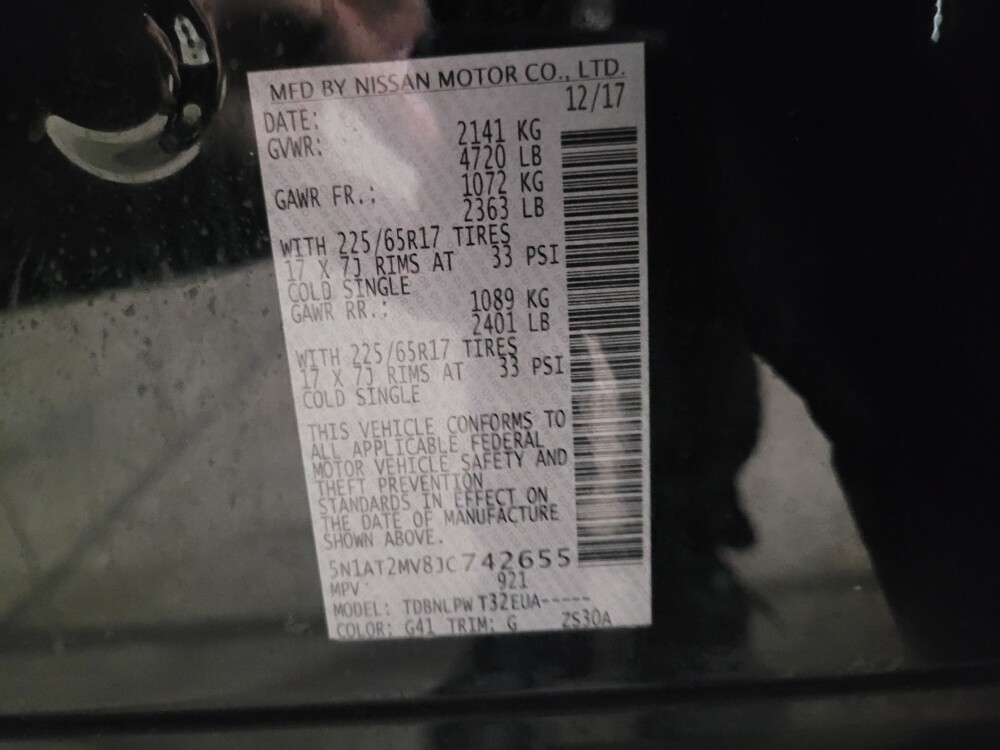 MFD BY NISSAN MOTOR CO., LTD.
DATE: 12/17
GVWR: 2141 KG
4720 LB
GAWR FR.: 1072 KG
2363 LB
WITH 225/65R17 TIRES
17 X 7J RIMS AT 33 PSI
COLD SINGLE
GAWR RR.: 1089 KG
2401 LB
WITH 225/65R17 TIRES
17 X 7J RIMS AT 33 PSI
COLD SINGLE
THIS VEHICLE CONFORMS TO
ALL APPLICABLE FEDERAL
MOTOR VEHICLE SAFETY AND
THEFT PREVENTION
STANDARDS IN EFFECT ON
THE DATE OF MANUFACTURE
SHOWN ABOVE.
5N1AT2MV8JC742655
MPV 921
MODEL: TDBNLPW T32EUA-----
COLOR: G41 TRIM: G ZS30A